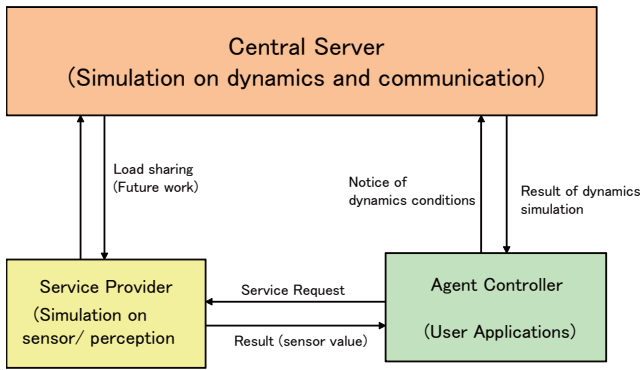 Central Server
(Simulation on dynamics and communication)
Load sharing
(Future work)
Notice of
dynamics conditions
Result of dynamics
simulation
Service Provider
(Simulation on
sensor/ perception
Service Request
Result (sensor value)
Agent Controller
(User Applications)